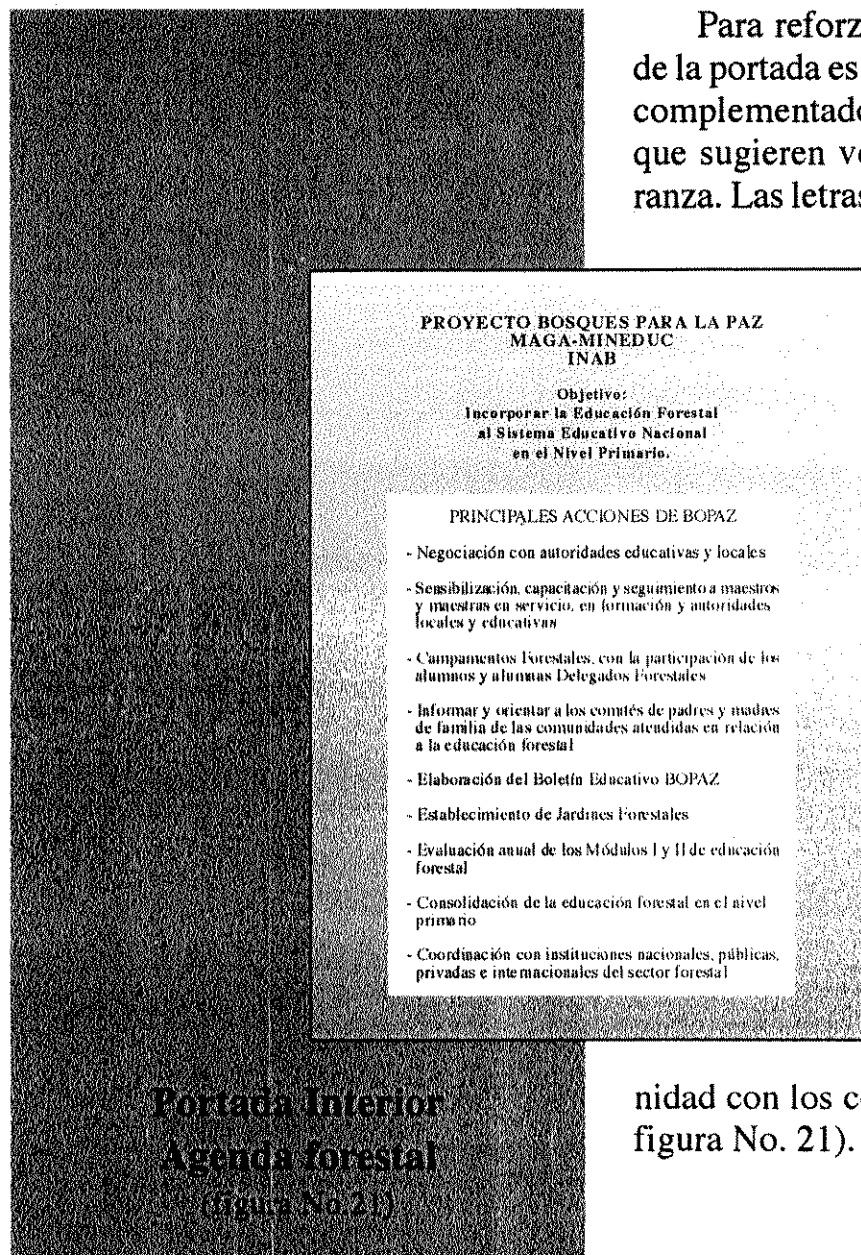 Para reforz
de la portada es
complementado
que sugieren v
ranza. Las letras
PROYECTO BOSQUES PARA LA PAZ
MAGA-MINEDUC
INAB
Objetivo:
Incorporar la Educación Forestal
al Sistema Educativo Nacional
en el Nivel Primario.
PRINCIPALES ACCIONES DE BOPAZ
- Negociación con autoridades educativas y locales
- Sensibilización, capacitación y seguimiento a maestros
y maestras en servicio, en formación y autoridades
locales y educativas
- Campamentos Forestales, con la participación de los
alumnos y alumnas Delegados Forestales
- Informar y orientar a los comités de padres y madres
de familia de las comunidades atendidas en relación
a la educación forestal
- Elaboración del Boletín Educativo BOPAZ
- Establecimiento de Jardines Forestales
- Evaluación anual de los Módulos I y II de educación
forestal
- Consolidación de la educación forestal en el nivel
primario
- Coordinación con instituciones nacionales, públicas,
privadas e internacionales del sector forestal
nidad con los c
figura No. 21).
Portada Interior
Agenda forestal
(figura No.21)